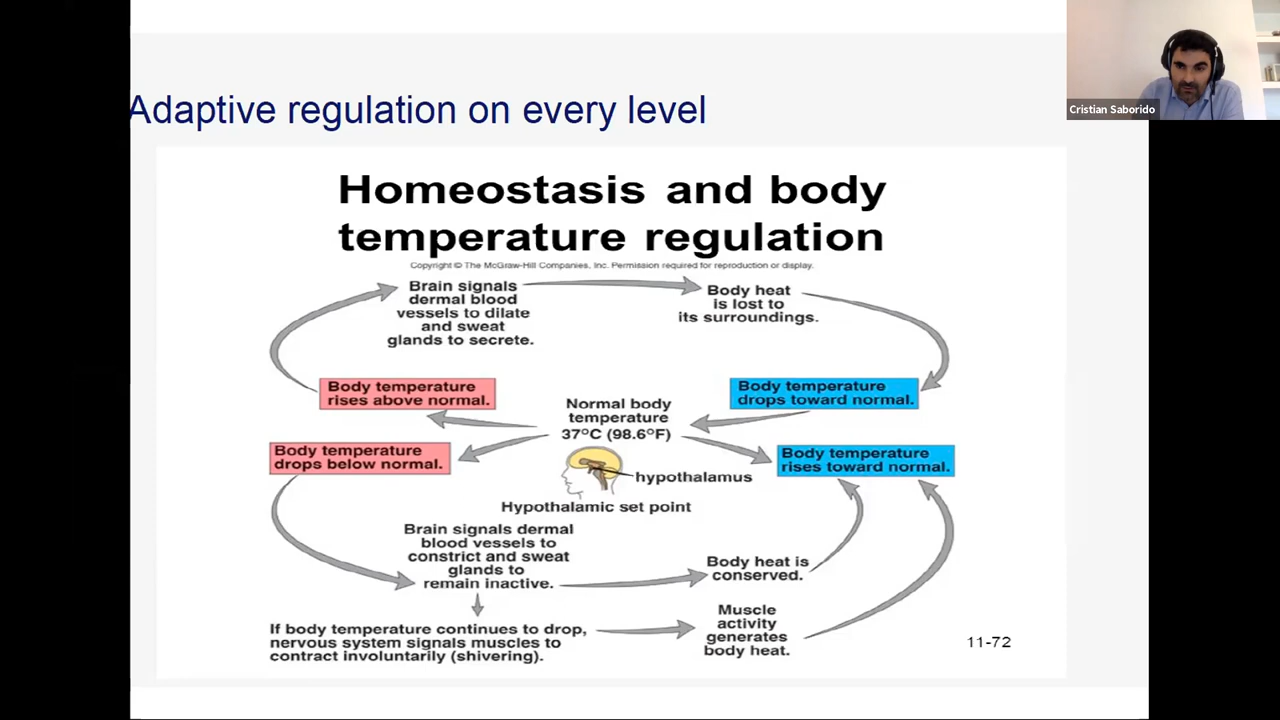 Cristian Saborido
Adaptive regulation on every level
Homeostasis and body
temperature regulation
Copyright © The McGraw-Hill Companies, Inc. Permission required for reproduction or display.
Brain signals
dermal blood
vessels to dilate
and sweat
glands to secrete.
Body heat
is lost to
its surroundings.
Body temperature
rises above normal.
Body temperature
drops toward normal.
Normal body
temperature
37°C (98.6°F)
Body temperature
drops below normal.
Body temperature
rises toward normal.
hypothalamus
Hypothalamic set point
Brain signals dermal
blood vessels to
constrict and sweat
glands to
remain inactive.
Body heat is
conserved.
If body temperature continues to drop,
nervous system signals muscles to
contract involuntarily (shivering).
Muscle
activity
generates
body heat.
11-72